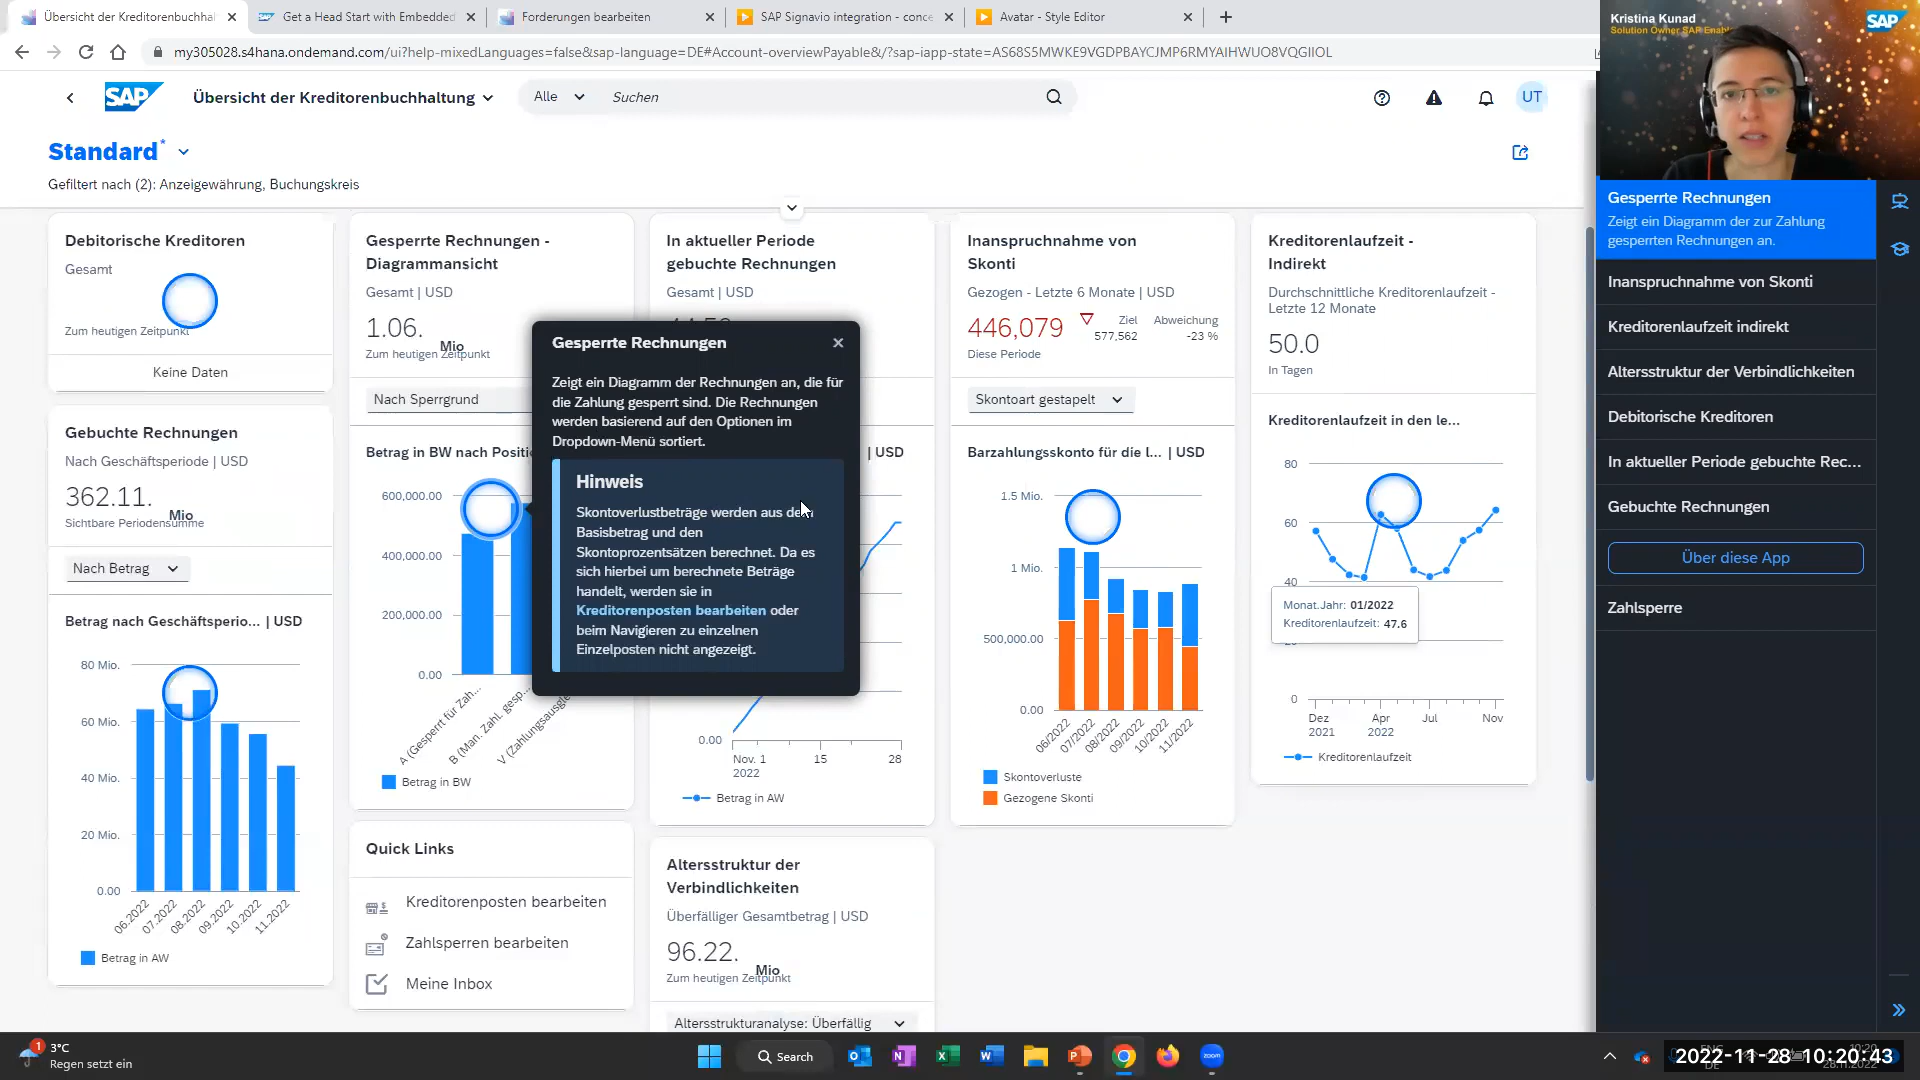 Übersicht der Kreditorenbuchhal
Get a Head Start with Embedded
Forderungen bearbeiten
SAP Signavio integration - conce
Avatar - Style Editor
my305028.s4hana.ondemand.com/ui?help-mixedLanguages=false&sap-language=DE#Account-overviewPayable&/?sap-iapp-state=AS68S5MWKE9VGDPBAYCJMP6RMYAIHWUO8VQGIIOL
Kristina Kunad
Solution Owner SAP Enabl
SAP
SAP
Übersicht der Kreditorenbuchhaltung
Alle
Suchen
UT
Standard*
Gefiltert nach (2): Anzeigewährung, Buchungskreis
Debitorische Kreditoren
Gesamt
Zum heutigen Zeitpunkt
Keine Daten
Gebuchte Rechnungen
Nach Geschäftsperiode | USD
362.11.
Mio
Sichtbare Periodensumme
Nach Betrag
Betrag nach Geschäftsperio... | USD
80 Mio.
60 Mio.
40 Mio.
20 Mio.
0.00
06.2022
07.2022
08.2022
09.2022
10.2022
11.2022
Betrag in AW
Gesperrte Rechnungen -
Diagrammansicht
Gesamt | USD
1.06.
Mio
Zum heutigen Zeitpunkt
Nach Sperrgrund
Betrag in BW nach Positi
600,000.00
400,000.00
200,000.00
0.00
A (Gesperrt für Zah...
B (Man. Zahl. gesp...
V (Zahlungsausgle
Betrag in BW
Quick Links
Kreditorenposten bearbeiten
Zahlsperren bearbeiten
Meine Inbox
In aktueller Periode
gebuchte Rechnungen
Gesamt | USD
| USD
0.00
Nov. 1
2022
15
28
Betrag in AW
Gesperrte Rechnungen
Zeigt ein Diagramm der Rechnungen an, die für
die Zahlung gesperrt sind. Die Rechnungen
werden basierend auf den Optionen im
Dropdown-Menü sortiert.
Hinweis
Skontoverlustbeträge werden aus dem
Basisbetrag und den
Skontoprozentsätzen berechnet. Da es
sich hierbei um berechnete Beträge
handelt, werden sie in
Kreditorenposten bearbeiten oder
beim Navigieren zu einzelnen
Einzelposten nicht angezeigt.
Altersstruktur der
Verbindlichkeiten
Überfälliger Gesamtbetrag | USD
96.22.
Mio
Zum heutigen Zeitpunkt
Altersstrukturanalyse: Überfällig
Inanspruchnahme von
Skonti
Gezogen - Letzte 6 Monate | USD
446,079
Ziel
577,562
Abweichung
-23 %
Diese Periode
Skontoart gestapelt
Barzahlungsskonto für die l... | USD
1.5 Mio.
1 Mio.
500,000.00
0.00
06/2022
07/2022
08/2022
09/2022
10/2022
11/2022
Skontoverluste
Gezogene Skonti
Kreditorenlaufzeit -
Indirekt
Durchschnittliche Kreditorenlaufzeit -
Letzte 12 Monate
50.0
In Tagen
Kreditorenlaufzeit in den le...
80
60
40
20
0
Monat.Jahr: 01/2022
Kreditorenlaufzeit: 47.6
Dez
2021
Apr
2022
Jul
Nov
Kreditorenlaufzeit
Gesperrte Rechnungen
Zeigt ein Diagramm der zur Zahlung
gesperrten Rechnungen an.
Inanspruchnahme von Skonti
Kreditorenlaufzeit indirekt
Altersstruktur der Verbindlichkeiten
Debitorische Kreditoren
In aktueller Periode gebuchte Rec...
Gebuchte Rechnungen
Über diese App
Zahlsperre
1
3°C
Regen setzt ein
Search
zoom
2022-11-28 10:20:43